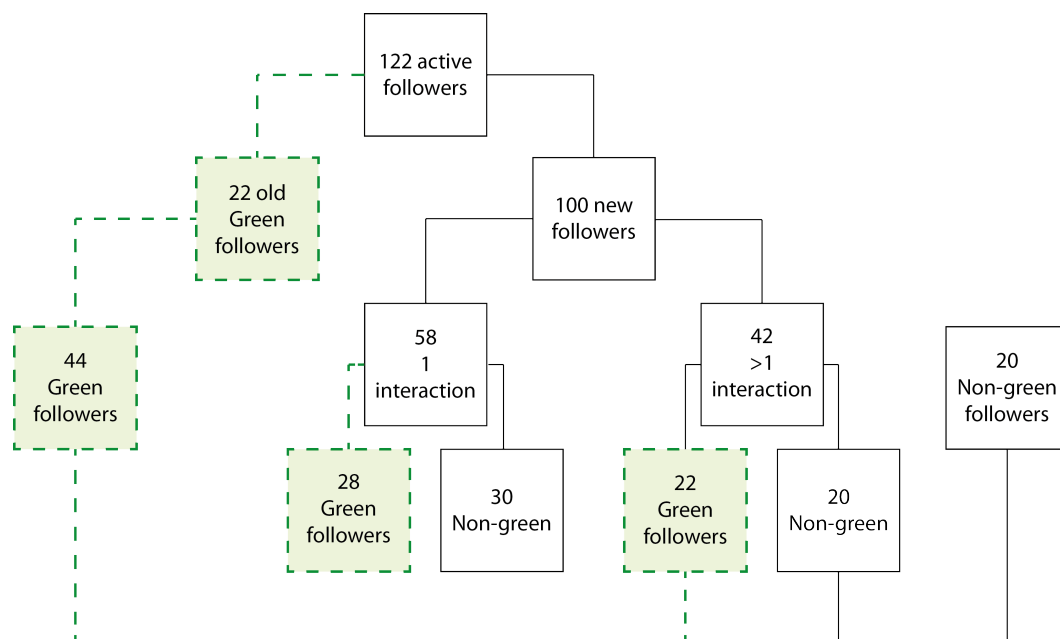 122 active
followers
22 old
Green
followers
100 new
followers
44
Green
followers
58
1
interaction
42
>1
interaction
20
Non-green
followers
28
Green
followers
30
Non-green
22
Green
followers
20
Non-green